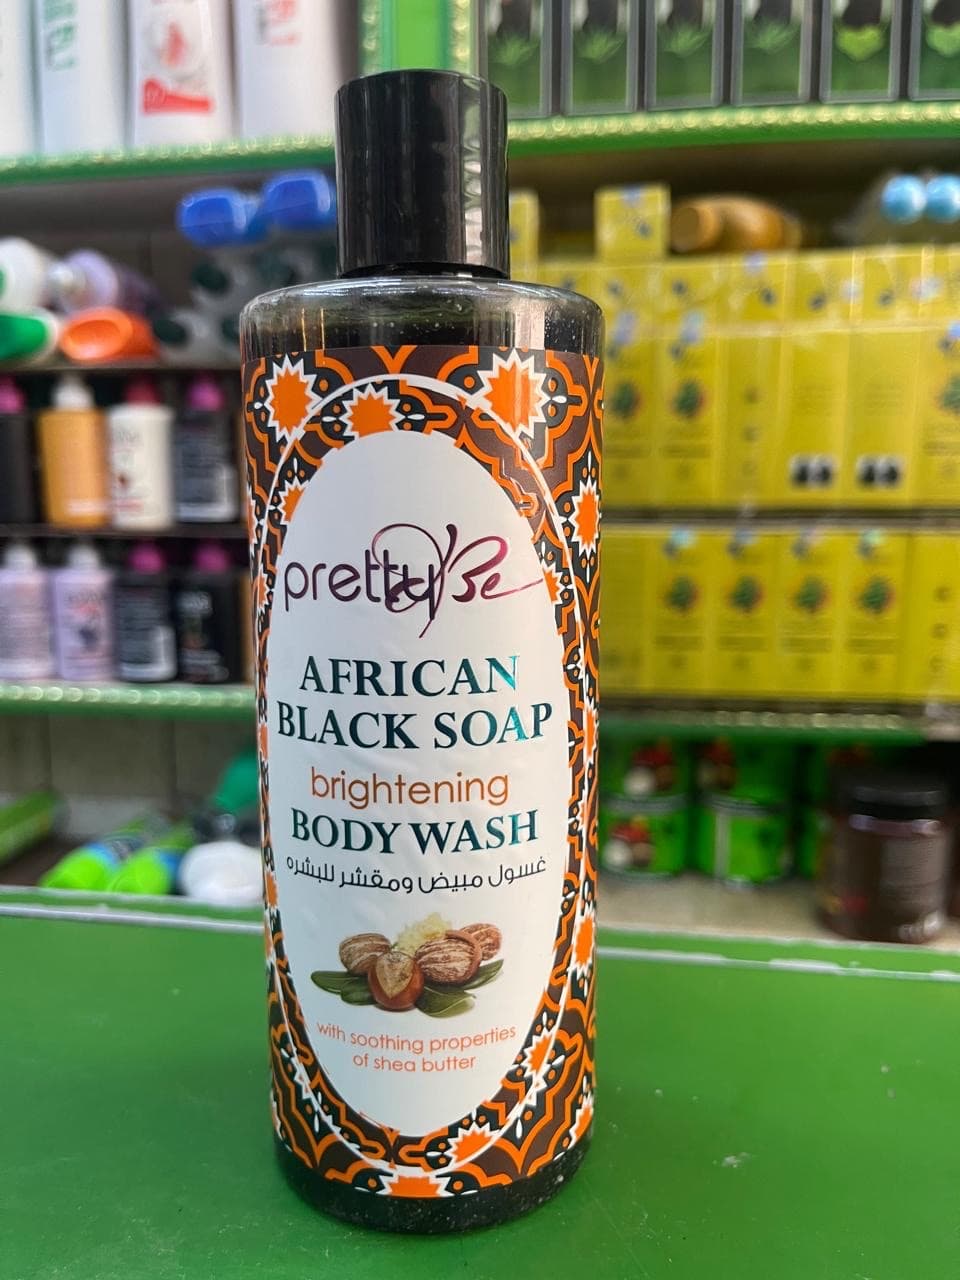 prettyBe
AFRICAN
BLACK SOAP
brightening
BODY WASH
غسول مبيض ومقشر للبشره
with soothing properties
of shea butter